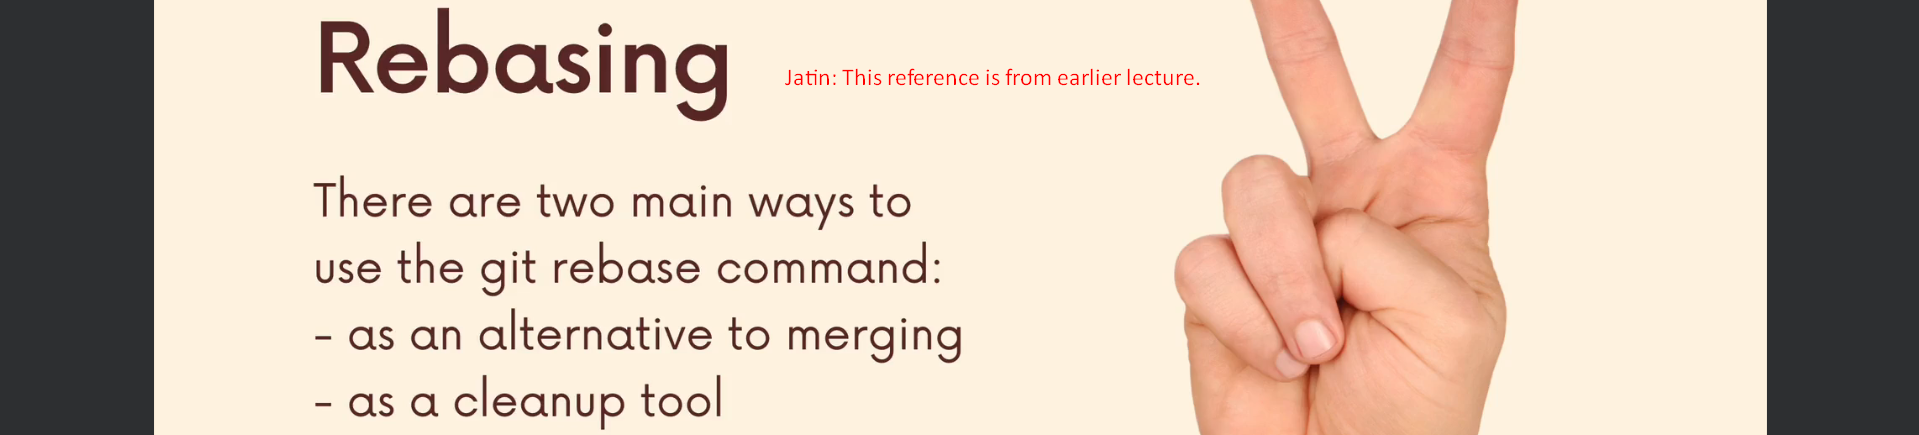 Rebasing
Jatin: This reference is from earlier lecture.
There are two main ways to
use the git rebase command:
- as an alternative to merging
- as a cleanup tool